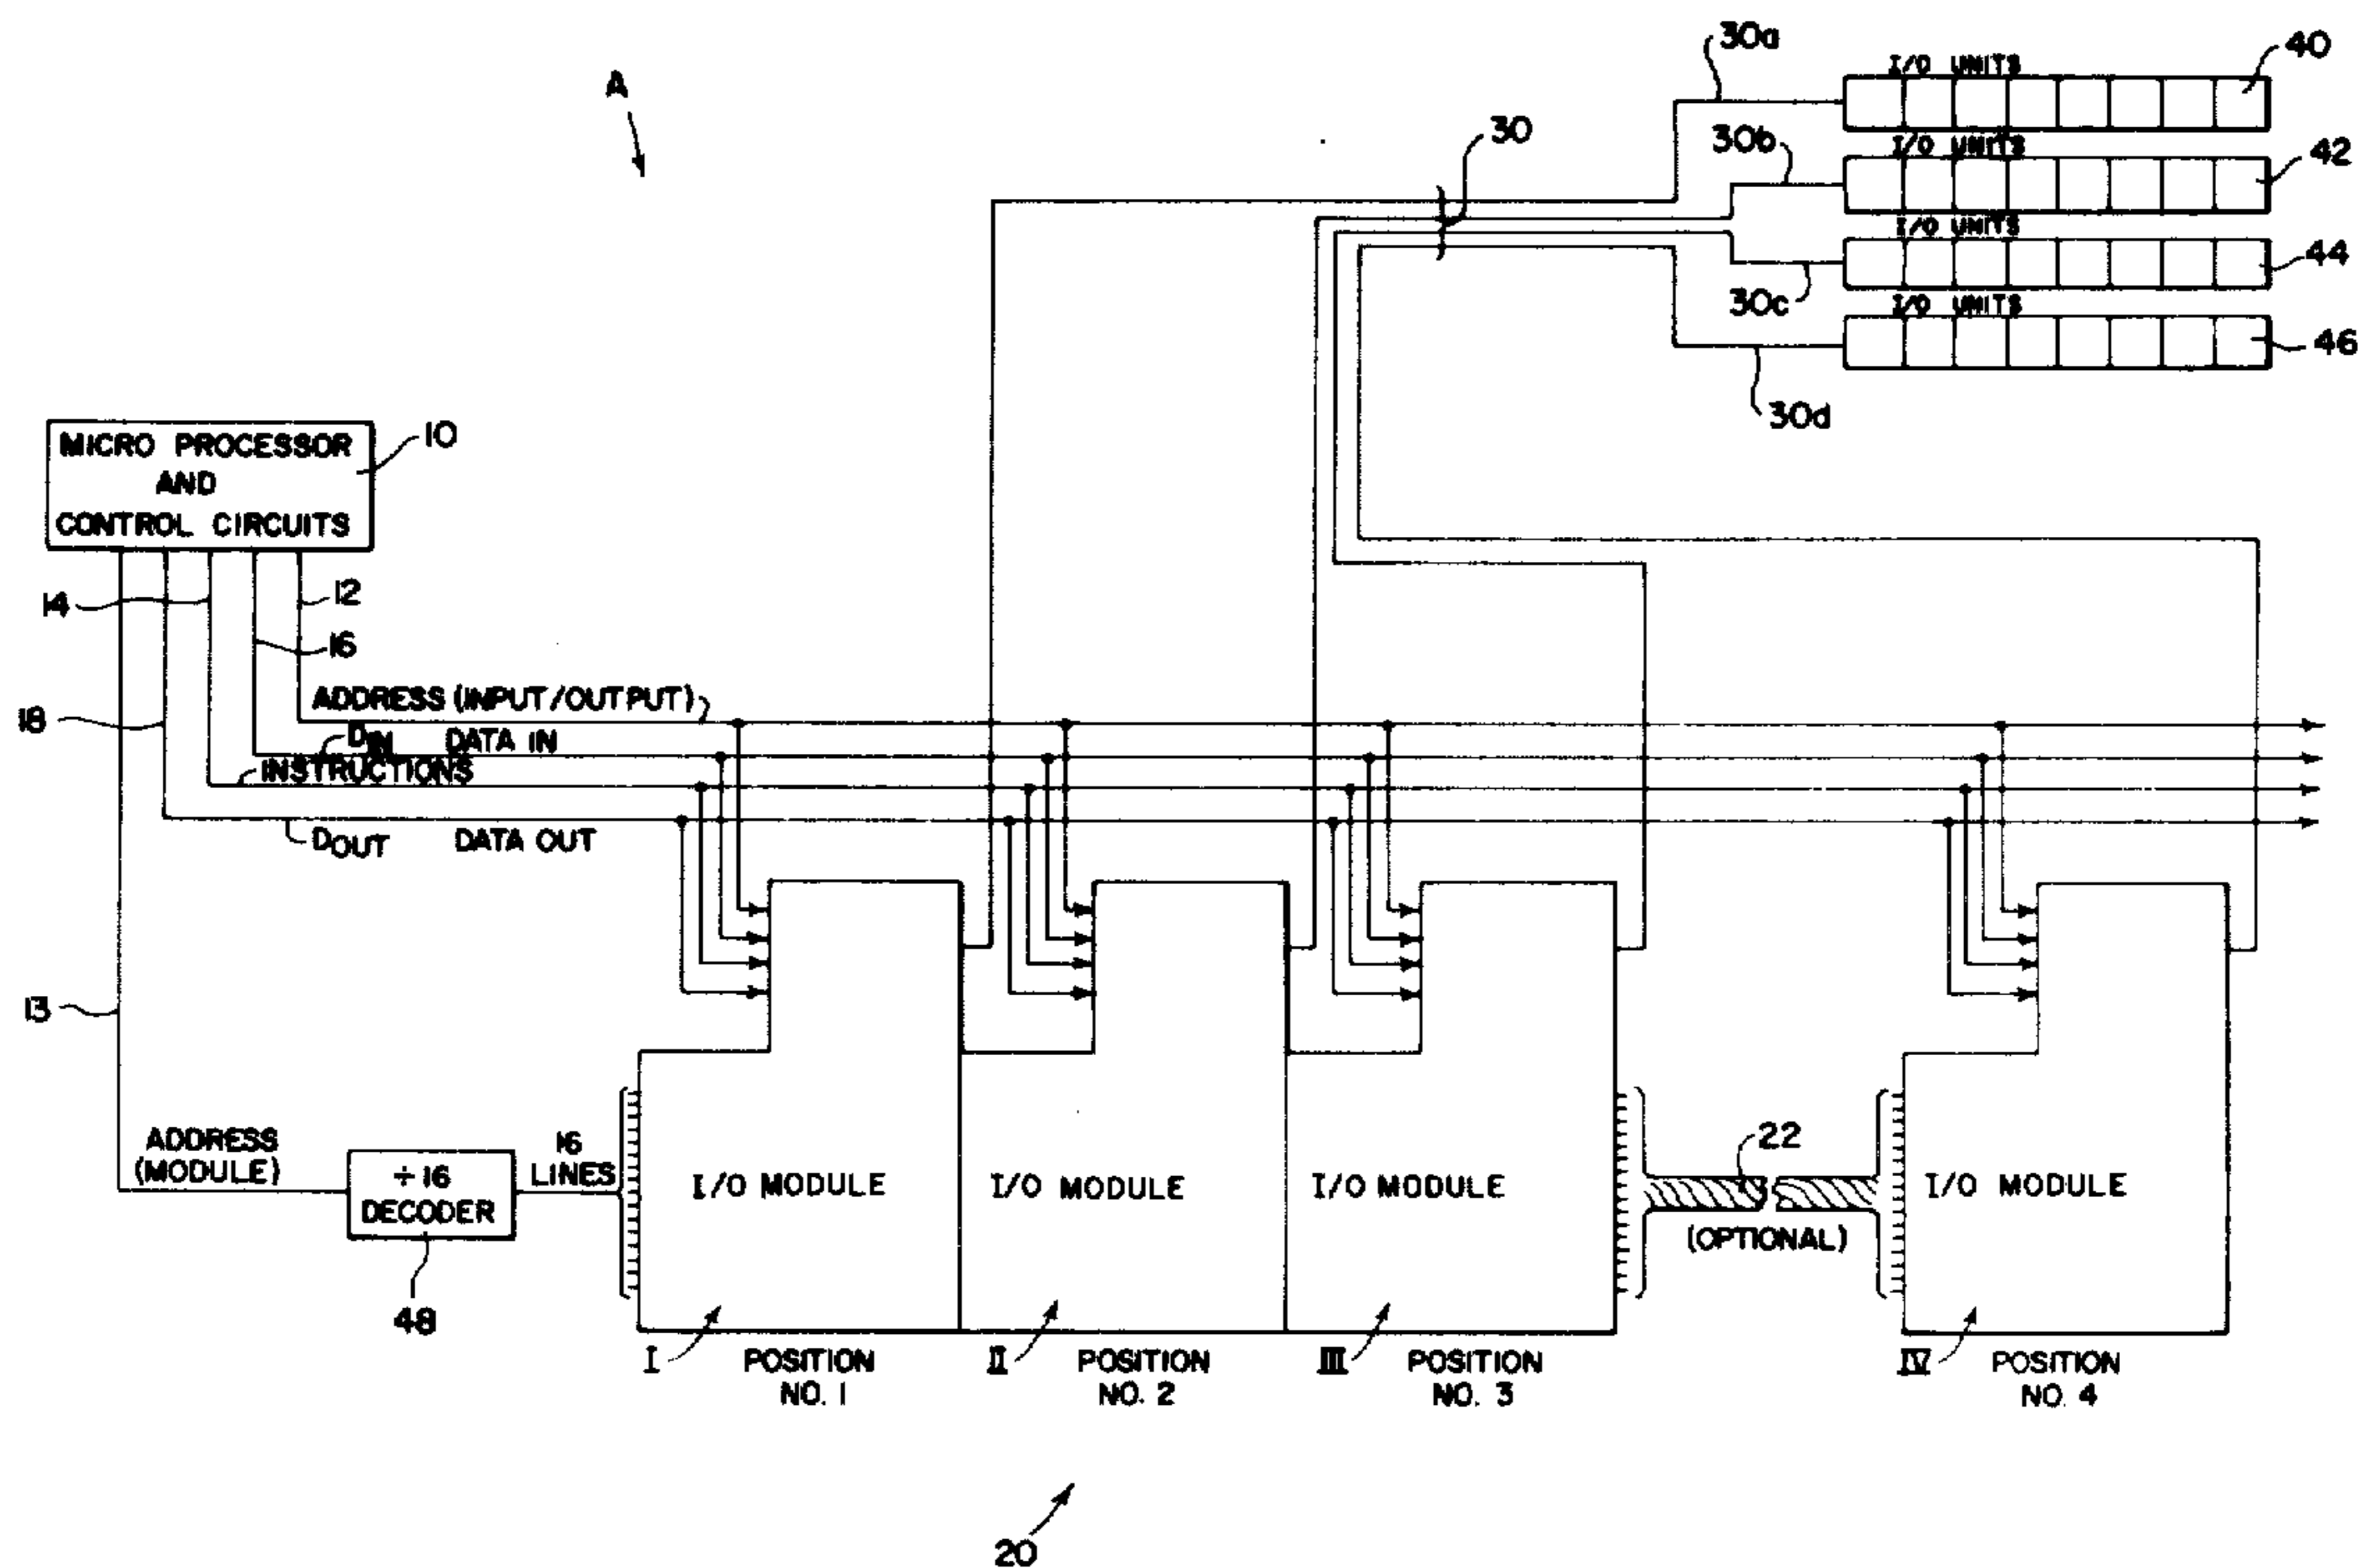 A
30a
I/O UNITS
40
30
30b
I/O UNITS
42
I/O UNITS
44
30c
I/O UNITS
46
30d
MICRO PROCESSOR
AND
CONTROL CIRCUITS
10
14
12
16
18
ADDRESS (INPUT/OUTPUT)
DIN DATA IN
INSTRUCTIONS
DOUT DATA OUT
13
ADDRESS
(MODULE)
÷16
DECODER
48
16
LINES
I/O MODULE
I/O MODULE
I/O MODULE
22
(OPTIONAL)
I/O MODULE
I
POSITION
NO. 1
II
POSITION
NO. 2
III
POSITION
NO. 3
IV
POSITION
NO. 4
20